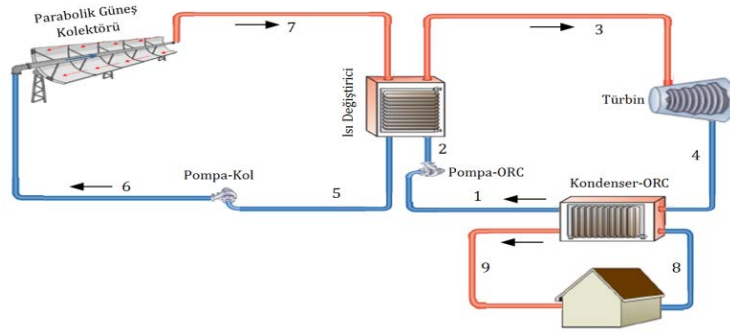 Parabolik Güneş
Kolektörü
7
3
Isı Değiştirici
Türbin
2
Pompa-ORC
4
Pompa-Kol
Kondenser-ORC
6
5
1
9
8